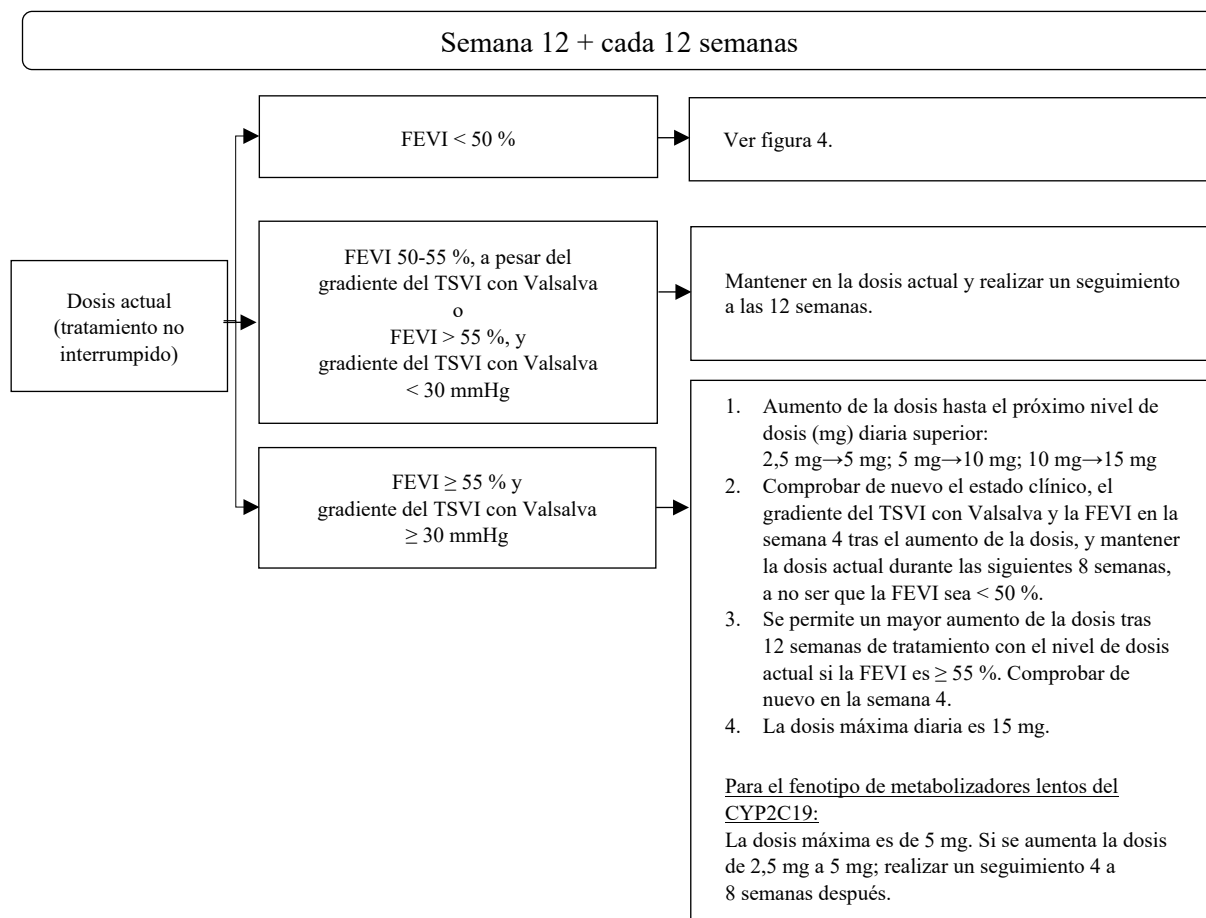 Semana 12 + cada 12 semanas
FEVI < 50 %
Ver figura 4.
Dosis actual
(tratamiento no
interrumpido)
FEVI 50-55 %, a pesar del
gradiente del TSVI con Valsalva
o
FEVI > 55 %, y
gradiente del TSVI con Valsalva
< 30 mmHg
Mantener en la dosis actual y realizar un seguimiento
a las 12 semanas.
FEVI ≥ 55 % y
gradiente del TSVI con Valsalva
≥ 30 mmHg
1. Aumento de la dosis hasta el próximo nivel de
dosis (mg) diaria superior:
2,5 mg→5 mg; 5 mg→10 mg; 10 mg→15 mg
2. Comprobar de nuevo el estado clínico, el
gradiente del TSVI con Valsalva y la FEVI en la
semana 4 tras el aumento de la dosis, y mantener
la dosis actual durante las siguientes 8 semanas,
a no ser que la FEVI sea < 50 %.
3. Se permite un mayor aumento de la dosis tras
12 semanas de tratamiento con el nivel de dosis
actual si la FEVI es ≥ 55 %. Comprobar de
nuevo en la semana 4.
4. La dosis máxima diaria es 15 mg.
Para el fenotipo de metabolizadores lentos del
CYP2C19:
La dosis máxima es de 5 mg. Si se aumenta la dosis
de 2,5 mg a 5 mg; realizar un seguimiento 4 a
8 semanas después.